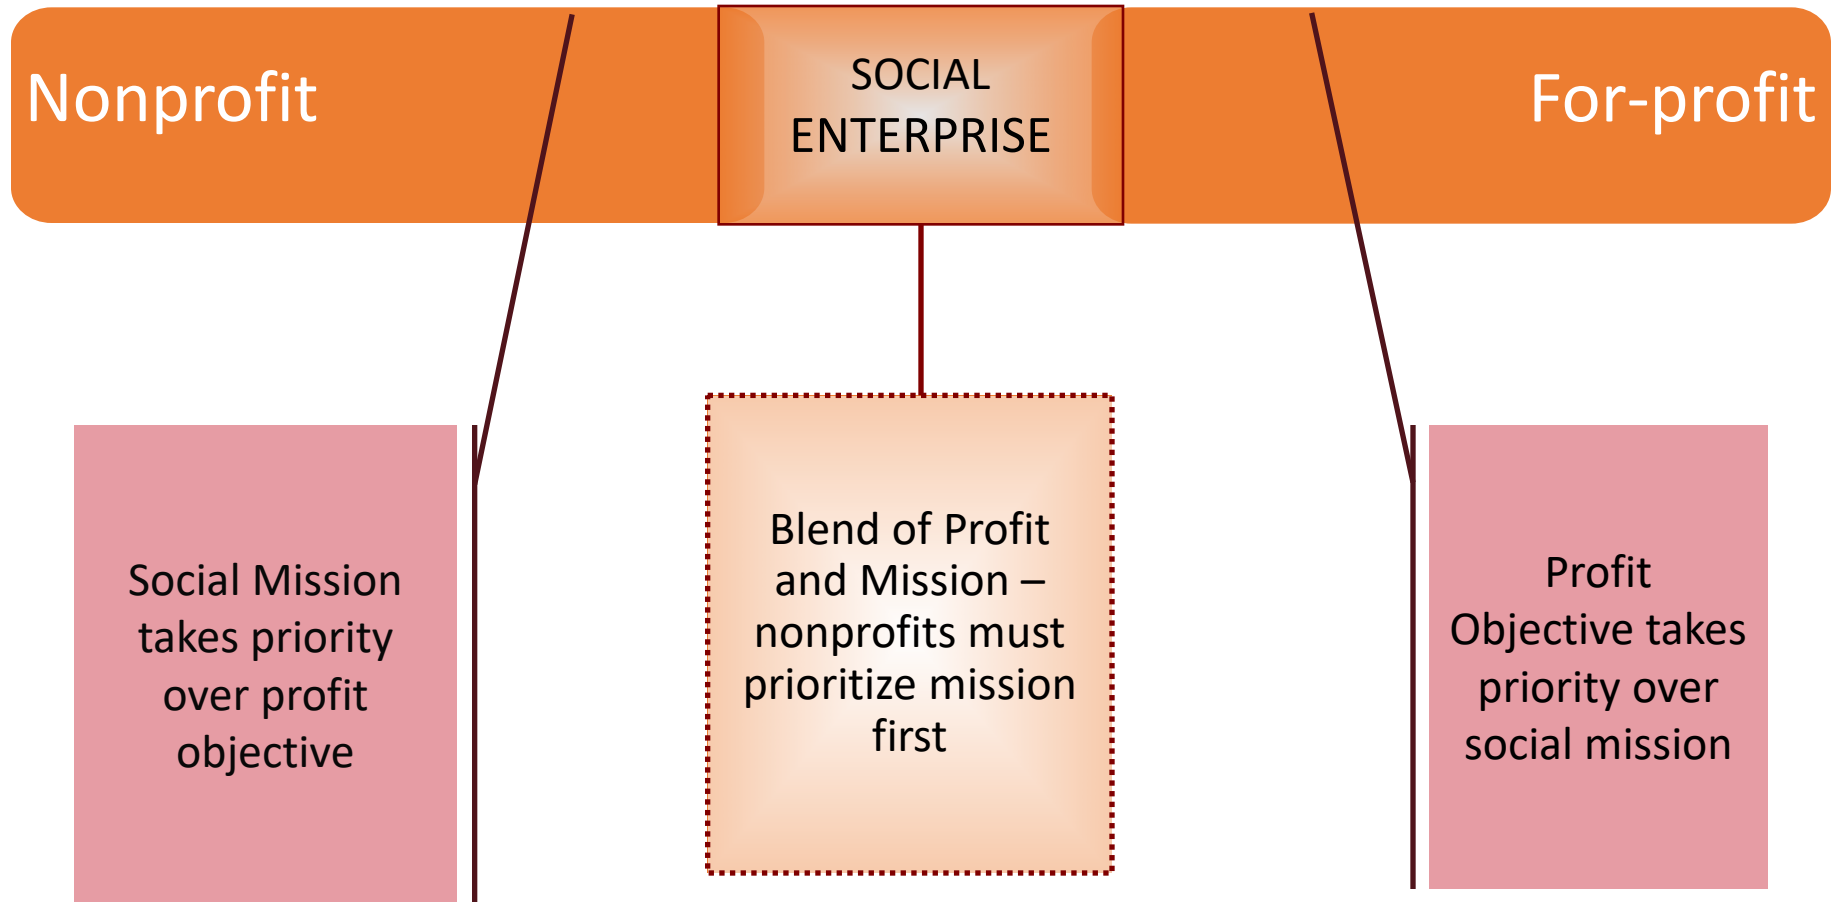 Nonprofit
SOCIAL
ENTERPRISE
For-profit
Social Mission
takes priority
over profit
objective
Blend of Profit
and Mission –
nonprofits must
prioritize mission
first
Profit
Objective takes
priority over
social mission